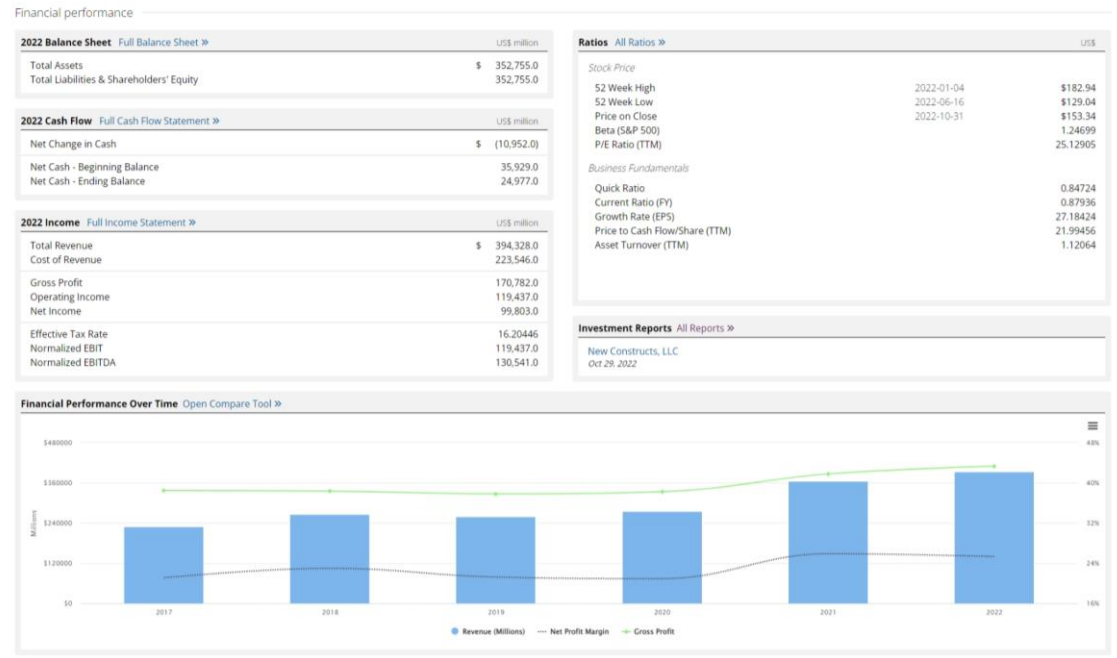 Financial performance
2022 Balance Sheet Full Balance Sheet » US$ million
Total Assets $ 352,755.0
Total Liabilities & Shareholders' Equity 352,755.0
2022 Cash Flow Full Cash Flow Statement » US$ million
Net Change in Cash $ (10,952.0)
Net Cash - Beginning Balance 35,929.0
Net Cash - Ending Balance 24,977.0
2022 Income Full Income Statement » US$ million
Total Revenue $ 394,328.0
Cost of Revenue 223,546.0
Gross Profit 170,782.0
Operating Income 119,437.0
Net Income 99,803.0
Effective Tax Rate 16.20446
Normalized EBIT 119,437.0
Normalized EBITDA 130,541.0
Ratios All Ratios » US$
Stock Price
52 Week High 2022-01-04 $182.94
52 Week Low 2022-06-16 $129.04
Price on Close 2022-10-31 $153.34
Beta (S&P 500) 1.24699
P/E Ratio (TTM) 25.12905
Business Fundamentals
Quick Ratio 0.84724
Current Ratio (FY) 0.87936
Growth Rate (EPS) 27.18424
Price to Cash Flow/Share (TTM) 21.99456
Asset Turnover (TTM) 1.12064
Investment Reports All Reports »
New Constructs, LLC
Oct 29, 2022
Financial Performance Over Time Open Compare Tool »
$480000 48%
$360000 40%
$240000 32%
$120000 24%
$0 16%
Millions
2017 2018 2019 2020 2021 2022
Revenue (Millions) Net Profit Margin Gross Profit